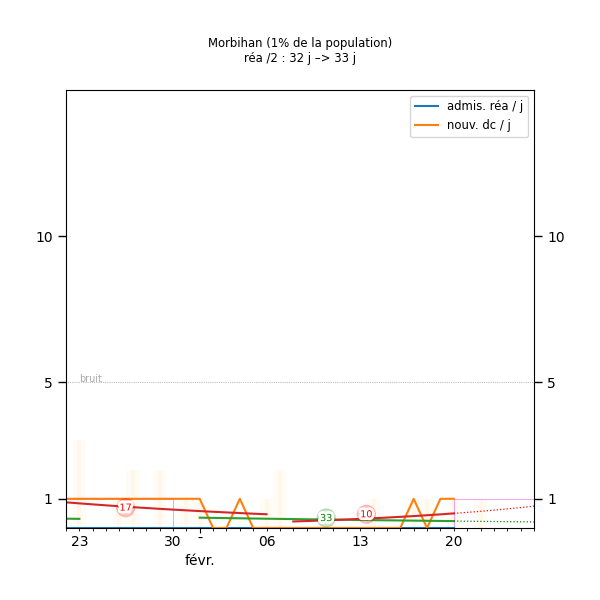 Morbihan (1% de la population)
réa /2 : 32 j –> 33 j
admis. réa / j
nouv. dc / j
10
10
bruit
5
5
1
1
17
33
10
23
30
-
06
13
20
févr.